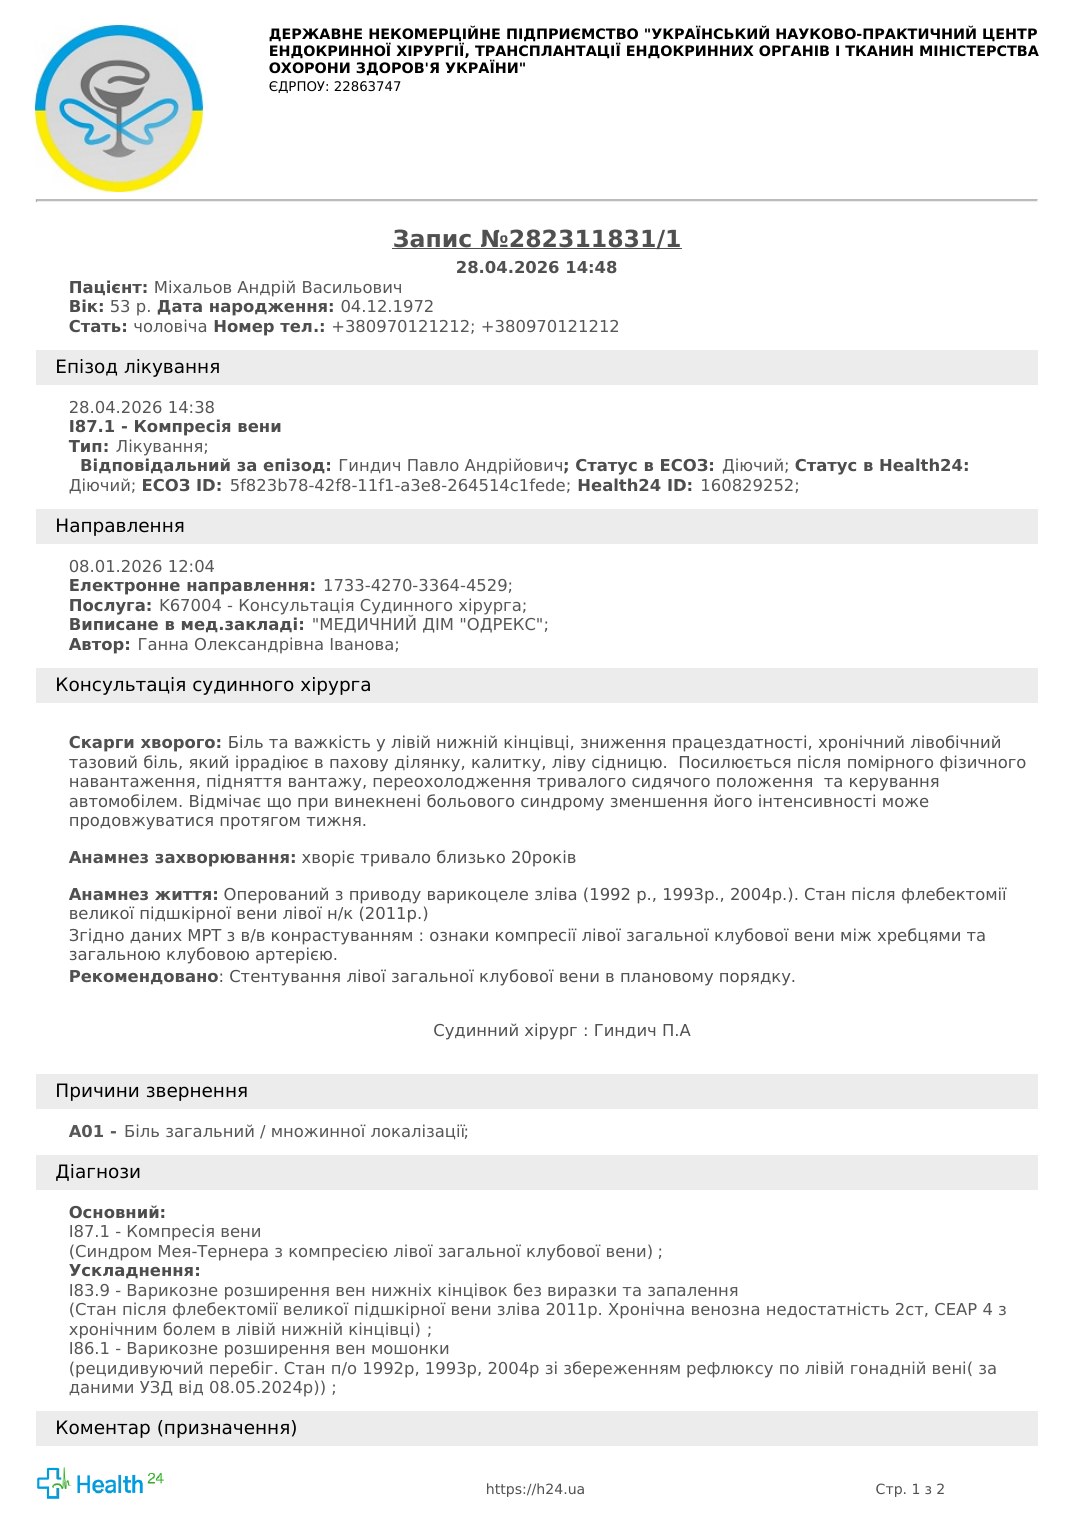 ДЕРЖАВНЕ НЕКОМЕРЦІЙНЕ ПІДПРИЄМСТВО "УКРАЇНСЬКИЙ НАУКОВО-ПРАКТИЧНИЙ ЦЕНТР
ЕНДОКРИННОЇ ХІРУРГІЇ, ТРАНСПЛАНТАЦІЇ ЕНДОКРИННИХ ОРГАНІВ І ТКАНИН МІНІСТЕРСТВА
ОХОРОНИ ЗДОРОВ'Я УКРАЇНИ"
ЄДРПОУ: 22863747
Запис №282311831/1
28.04.2026 14:48
Пацієнт: Міхальов Андрій Васильович
Вік: 53 р. Дата народження: 04.12.1972
Стать: чоловіча Номер тел.: +380970121212; +380970121212
Епізод лікування
28.04.2026 14:38
I87.1 - Компресія вени
Тип: Лікування;
Відповідальний за епізод: Гиндич Павло Андрійович; Статус в ЕСОЗ: Діючий; Статус в Health24:
Діючий; ЕСОЗ ID: 5f823b78-42f8-11f1-a3e8-264514c1fede; Health24 ID: 160829252;
Направлення
08.01.2026 12:04
Електронне направлення: 1733-4270-3364-4529;
Послуга: K67004 - Консультація Судинного хірурга;
Виписане в мед.закладі: "МЕДИЧНИЙ ДІМ "ОДРЕКС";
Автор: Ганна Олександрівна Іванова;
Консультація судинного хірурга
Скарги хворого: Біль та важкість у лівій нижній кінцівці, зниження працездатності, хронічний лівобічний
тазовий біль, який іррадіює в пахову ділянку, калитку, ліву сідницю. Посилюється після помірного фізичного
навантаження, підняття вантажу, переохолодження тривалого сидячого положення та керування
автомобілем. Відмічає що при винекнені больового синдрому зменшення його інтенсивності може
продовжуватися протягом тижня.
Анамнез захворювання: хворіє тривало близько 20років
Анамнез життя: Оперований з приводу варикоцеле зліва (1992 р., 1993р., 2004р.). Стан після флебектомії
великої підшкірної вени лівої н/к (2011р.)
Згідно даних МРТ з в/в конрастуванням : ознаки компресії лівої загальної клубової вени між хребцями та
загальною клубовою артерією.
Рекомендовано: Стентування лівої загальної клубової вени в плановому порядку.
Судинний хірург : Гиндич П.А
Причини звернення
A01 - Біль загальний / множинної локалізації;
Діагнози
Основний:
I87.1 - Компресія вени
(Синдром Мея-Тернера з компресією лівої загальної клубової вени) ;
Ускладнення:
I83.9 - Варикозне розширення вен нижніх кінцівок без виразки та запалення
(Стан після флебектомії великої підшкірної вени зліва 2011р. Хронічна венозна недостатність 2ст, СЕАР 4 з
хронічним болем в лівій нижній кінцівці) ;
I86.1 - Варикозне розширення вен мошонки
(рецидивуючий перебіг. Стан п/о 1992р, 1993р, 2004р зі збереженням рефлюксу по лівій гонадній вені( за
даними УЗД від 08.05.2024р)) ;
Коментар (призначення)
Health24
https://h24.ua
Стр. 1 з 2